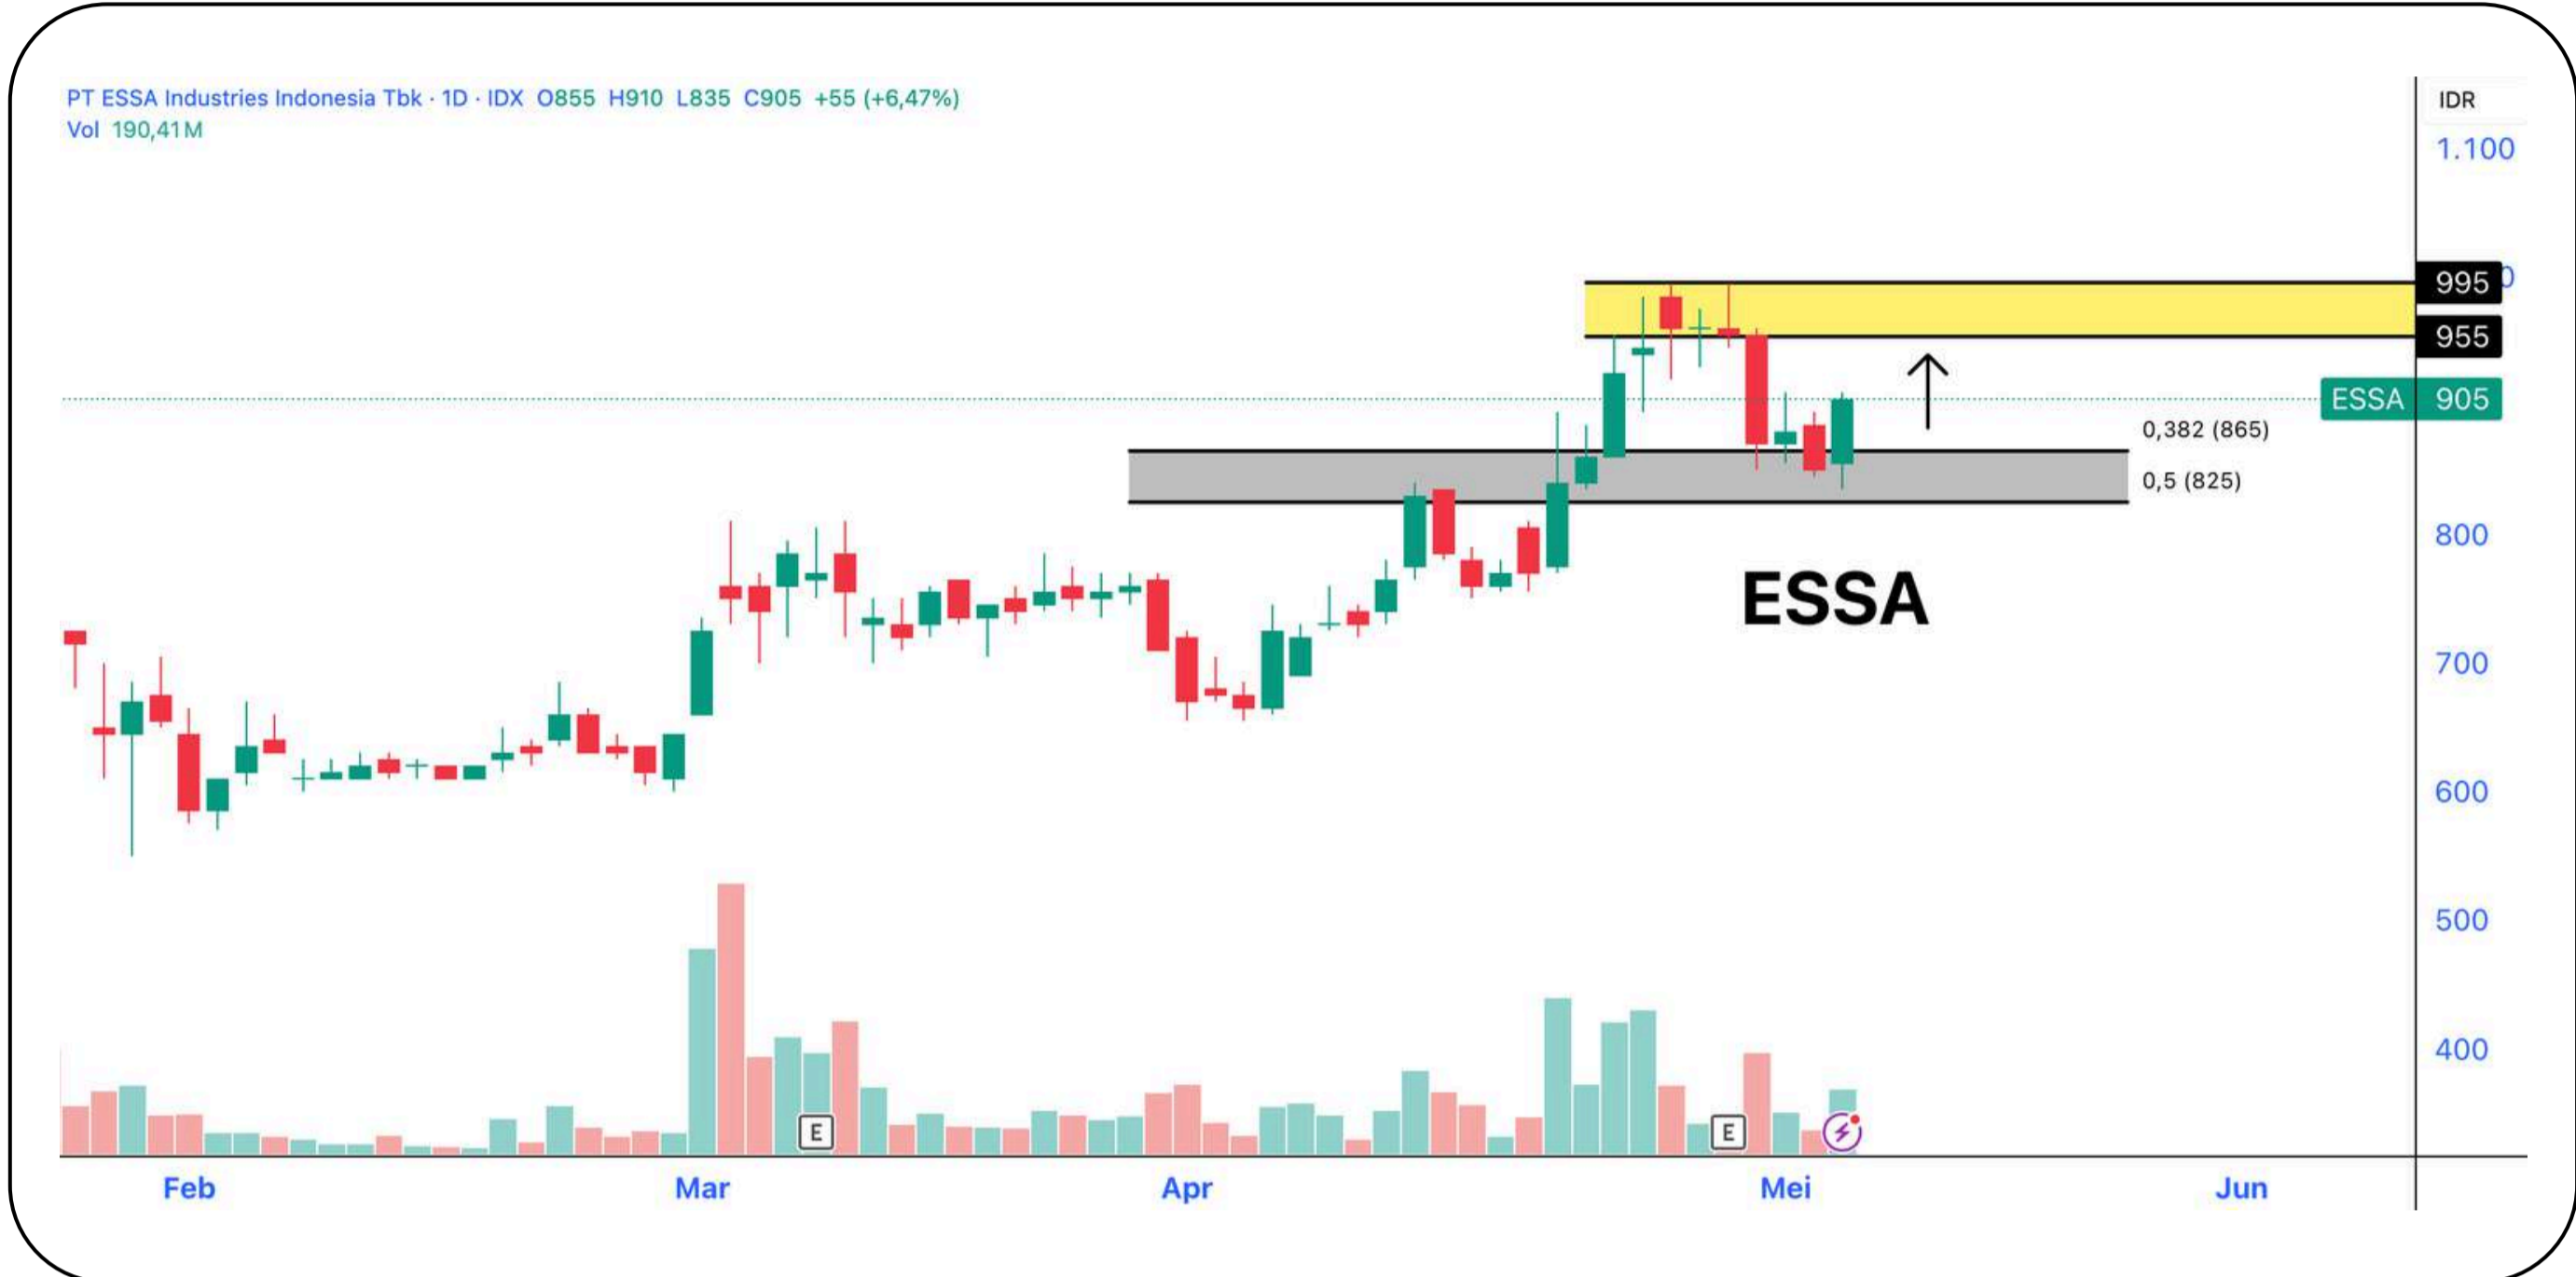 PT ESSA Industries Indonesia Tbk · 1D · IDX O855 H910 L835 C905 +55 (+6,47%)
Vol 190,41M
IDR
1.100
995
955
ESSA 905
0,382 (865)
0,5 (825)
800
ESSA
700
600
500
400
E
E
Feb Mar Apr Mei Jun